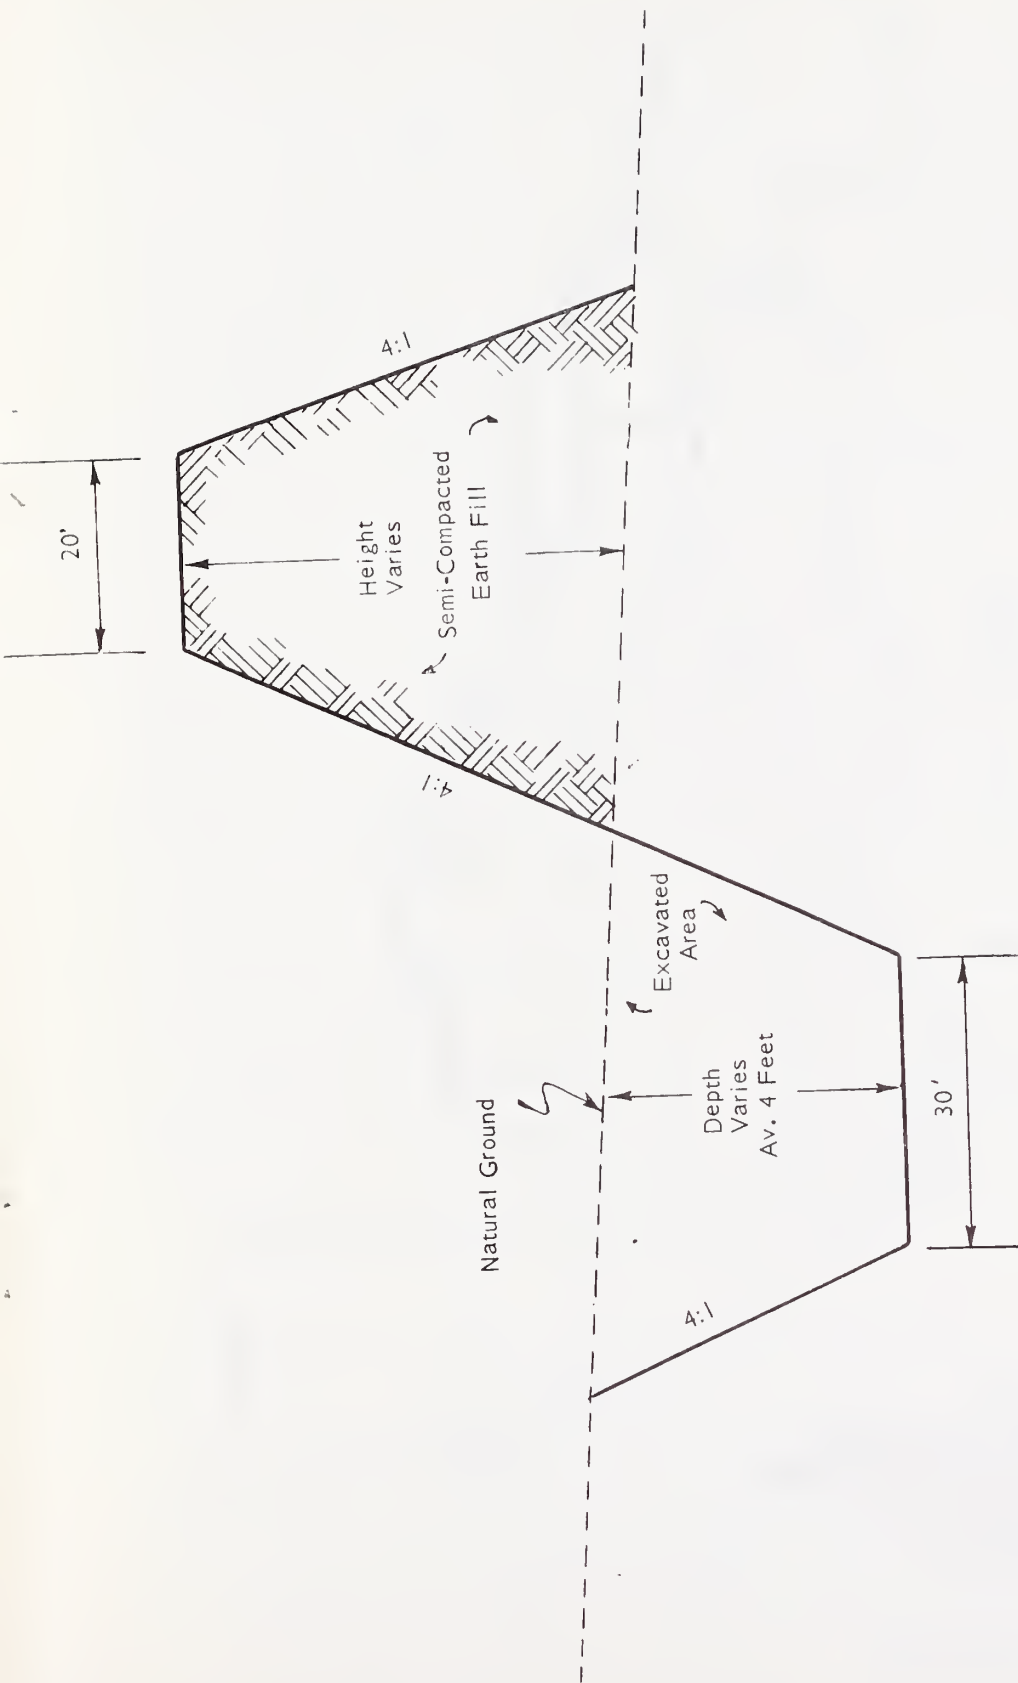 20'
4:1
4:1
Height
Varies
Semi-Compacted
Earth Fill
Natural Ground
Excavated
Area
Depth
Varies
Av. 4 Feet
4:1
30'